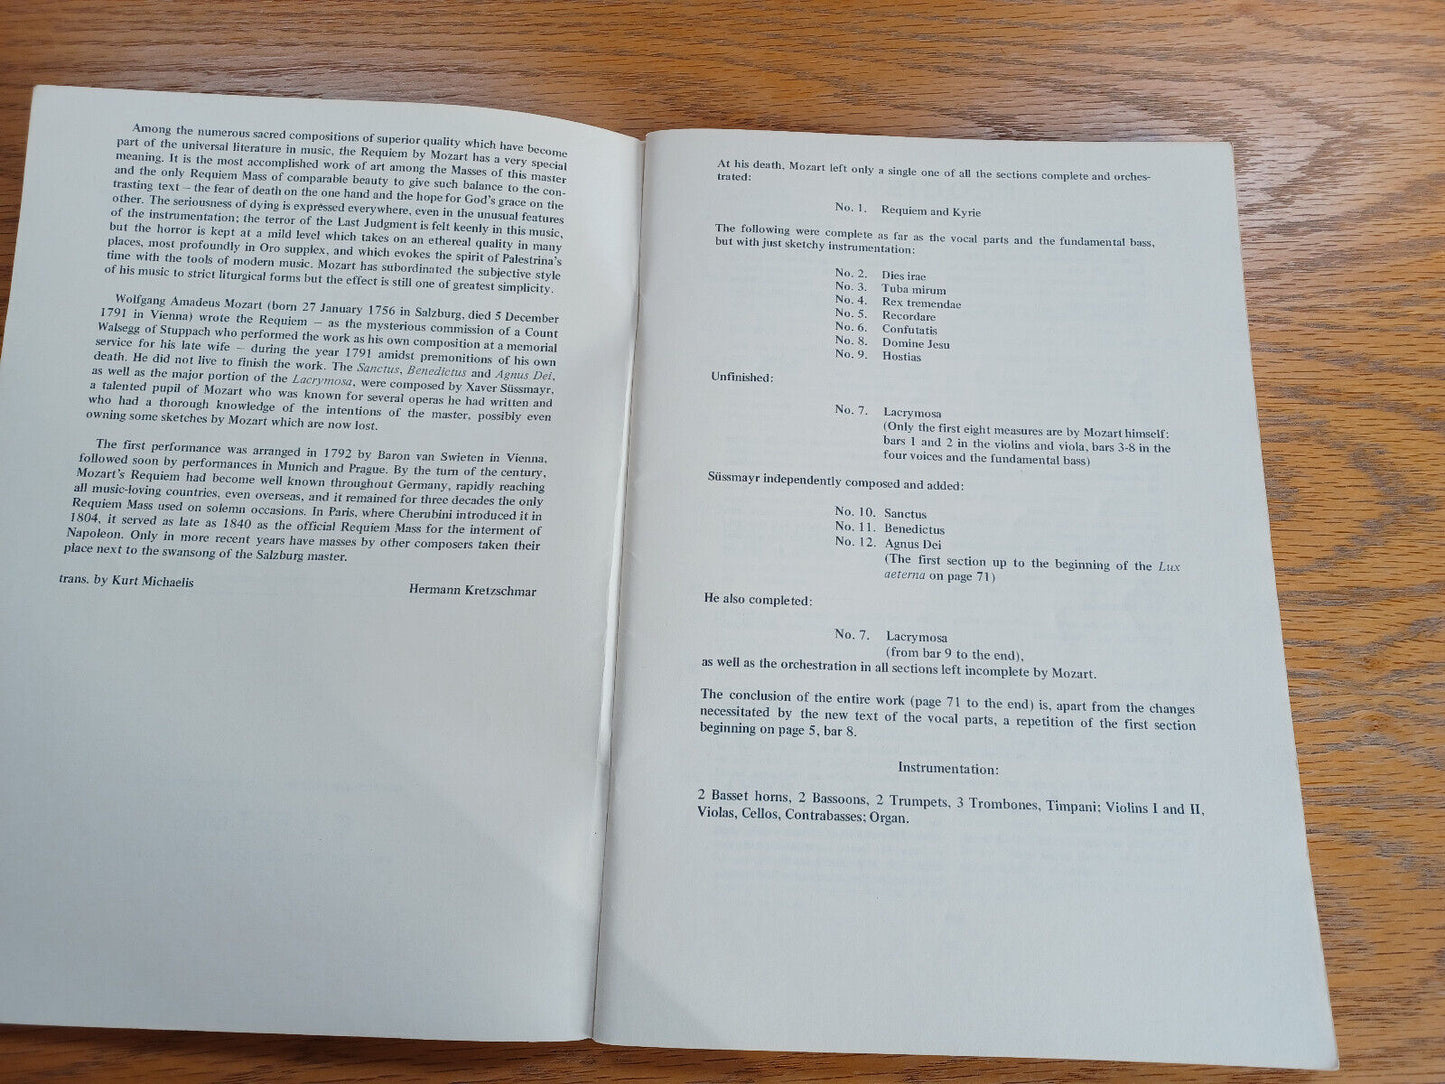 Among the numerous sacred compositions of superior quality which have become
part of the universal literature in music, the Requiem by Mozart has a very special
meaning. It is the most accomplished work of art among the Masses of this master
and the only Requiem Mass of comparable beauty to give such balance to the con-
trasting text – the fear of death on the one hand and the hope for God's grace on the
other. The seriousness of dying is expressed everywhere, even in the unusual features
of the instrumentation; the terror of the Last Judgment is felt keenly in this music,
but the horror is kept at a mild level which takes on an ethereal quality in many
places, most profoundly in Oro supplex, and which evokes the spirit of Palestrina's
time with the tools of modern music. Mozart has subordinated the subjective style
of his music to strict liturgical forms but the effect is still one of greatest simplicity.
Wolfgang Amadeus Mozart (born 27 January 1756 in Salzburg, died 5 December
1791 in Vienna) wrote the Requiem – as the mysterious commission of a Count
Walsegg of Stuppach who performed the work as his own composition at a memorial
service for his late wife – during the year 1791 amidst premonitions of his own
death. He did not live to finish the work. The Sanctus, Benedictus and Agnus Dei,
as well as the major portion of the Lacrymosa, were composed by Xaver Süssmayr,
a talented pupil of Mozart who was known for several operas he had written and
who had a thorough knowledge of the intentions of the master, possibly even
owning some sketches by Mozart which are now lost.
The first performance was arranged in 1792 by Baron van Swieten in Vienna,
followed soon by performances in Munich and Prague. By the turn of the century,
Mozart's Requiem had become well known throughout Germany, rapidly reaching
all music-loving countries, even overseas, and it remained for three decades the only
Requiem Mass used on solemn occasions. In Paris, where Cherubini introduced it in
1804, it served as late as 1840 as the official Requiem Mass for the interment of
Napoleon. Only in more recent years have masses by other composers taken their
place next to the swansong of the Salzburg master.
trans. by Kurt Michaelis Hermann Kretzschmar
At his death, Mozart left only a single one of all the sections complete and orches-
trated:
No. 1. Requiem and Kyrie
The following were complete as far as the vocal parts and the fundamental bass,
but with just sketchy instrumentation:
No. 2. Dies irae
No. 3. Tuba mirum
No. 4. Rex tremendae
No. 5. Recordare
No. 6. Confutatis
No. 8. Domine Jesu
No. 9. Hostias
Unfinished:
No. 7. Lacrymosa
(Only the first eight measures are by Mozart himself:
bars 1 and 2 in the violins and viola, bars 3-8 in the
four voices and the fundamental bass)
Süssmayr independently composed and added:
No. 10. Sanctus
No. 11. Benedictus
No. 12. Agnus Dei
(The first section up to the beginning of the Lux
aeterna on page 71)
He also completed:
No. 7. Lacrymosa
(from bar 9 to the end),
as well as the orchestration in all sections left incomplete by Mozart.
The conclusion of the entire work (page 71 to the end) is, apart from the changes
necessitated by the new text of the vocal parts, a repetition of the first section
beginning on page 5, bar 8.
Instrumentation:
2 Basset horns, 2 Bassoons, 2 Trumpets, 3 Trombones, Timpani; Violins I and II,
Violas, Cellos, Contrabasses; Organ.